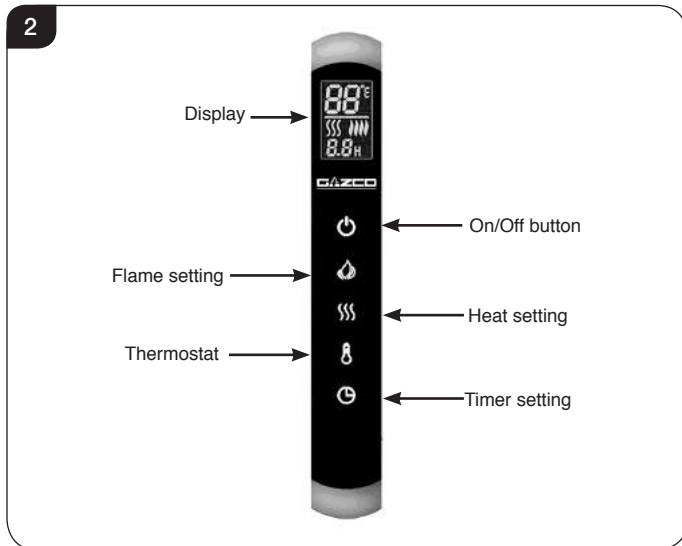 2
Display
88°E
8.8H
GAZCO
On/Off button
Flame setting
Heat setting
Thermostat
Timer setting